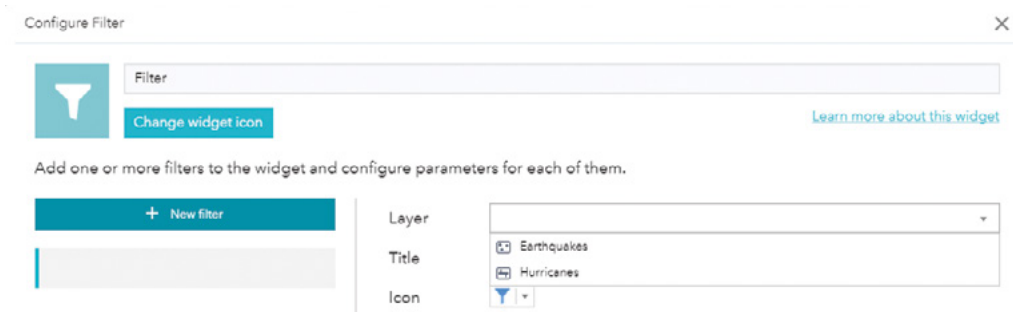 Configure Filter
Filter
Change widget icon
Learn more about this widget
Add one or more filters to the widget and configure parameters for each of them.
+ New filter
Layer
Earthquakes
Title
Hurricanes
Icon